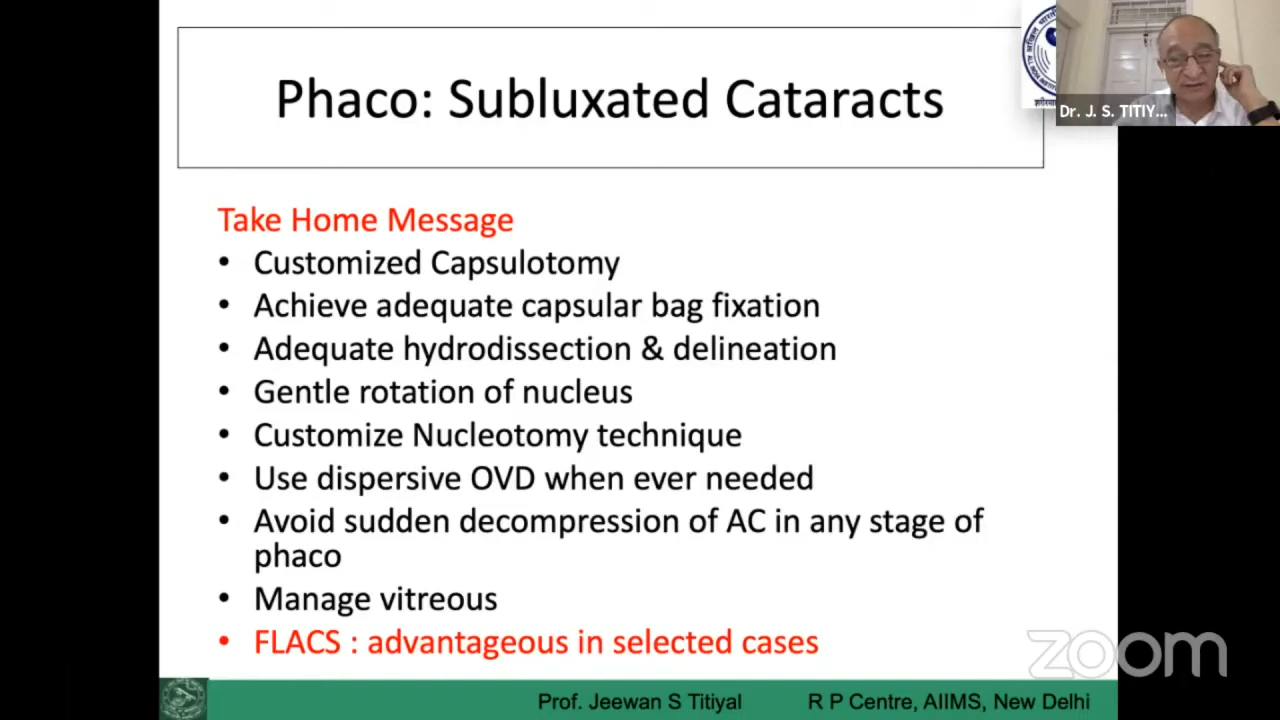 Phaco: Subluxated Cataracts
Dr. J. S. TITIY...
Take Home Message
• Customized Capsulotomy
• Achieve adequate capsular bag fixation
• Adequate hydrodissection & delineation
• Gentle rotation of nucleus
• Customize Nucleotomy technique
• Use dispersive OVD when ever needed
• Avoid sudden decompression of AC in any stage of
phaco
• Manage vitreous
• FLACS : advantageous in selected cases
zoom
Prof. Jeewan S Titiyal R P Centre, AIIMS, New Delhi